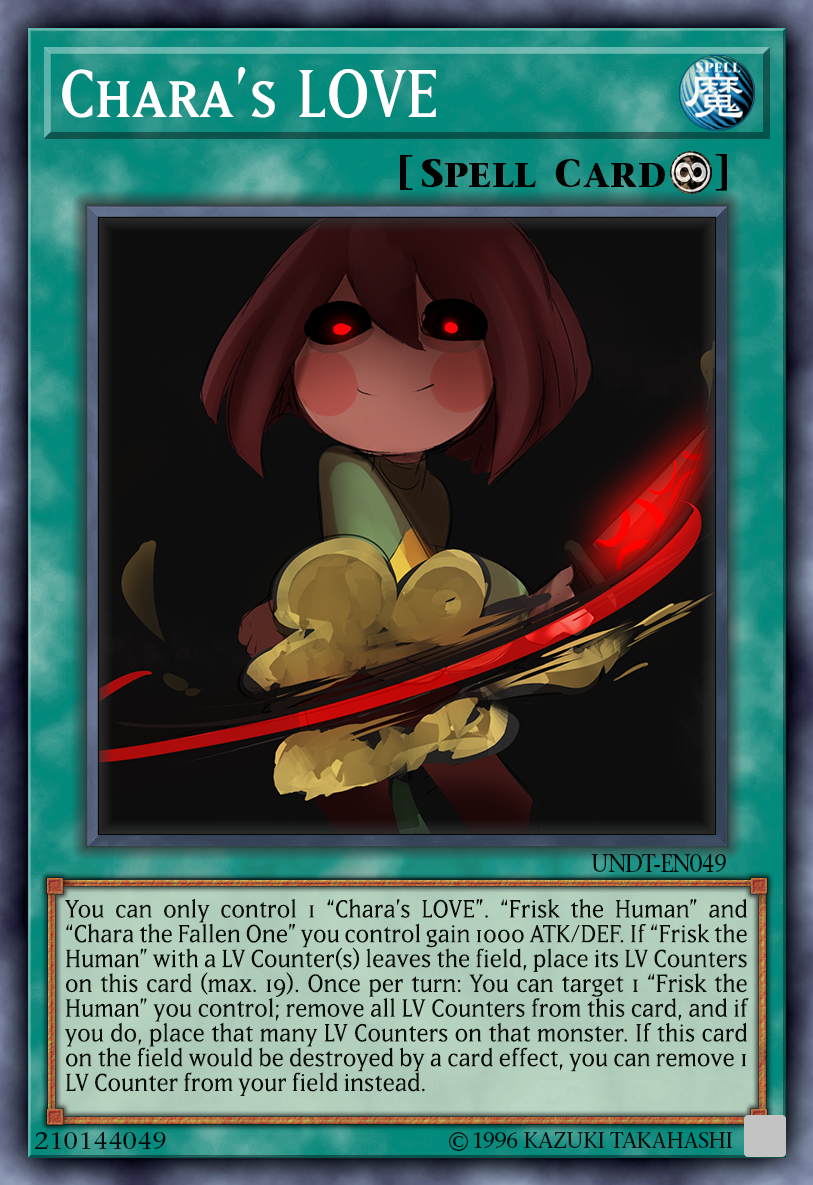 Chara's LOVE
SPELL
魔
[Spell Card∞]
UNDT-EN049
You can only control 1 “Chara's LOVE”. “Frisk the Human” and
“Chara the Fallen One” you control gain 1000 ATK/DEF. If “Frisk the
Human” with a LV Counter(s) leaves the field, place its LV Counters
on this card (max. 19). Once per turn: You can target 1 “Frisk the
Human” you control; remove all LV Counters from this card, and if
you do, place that many LV Counters on that monster. If this card
on the field would be destroyed by a card effect, you can remove 1
LV Counter from your field instead.
210144049
© 1996 KAZUKI TAKAHASHI